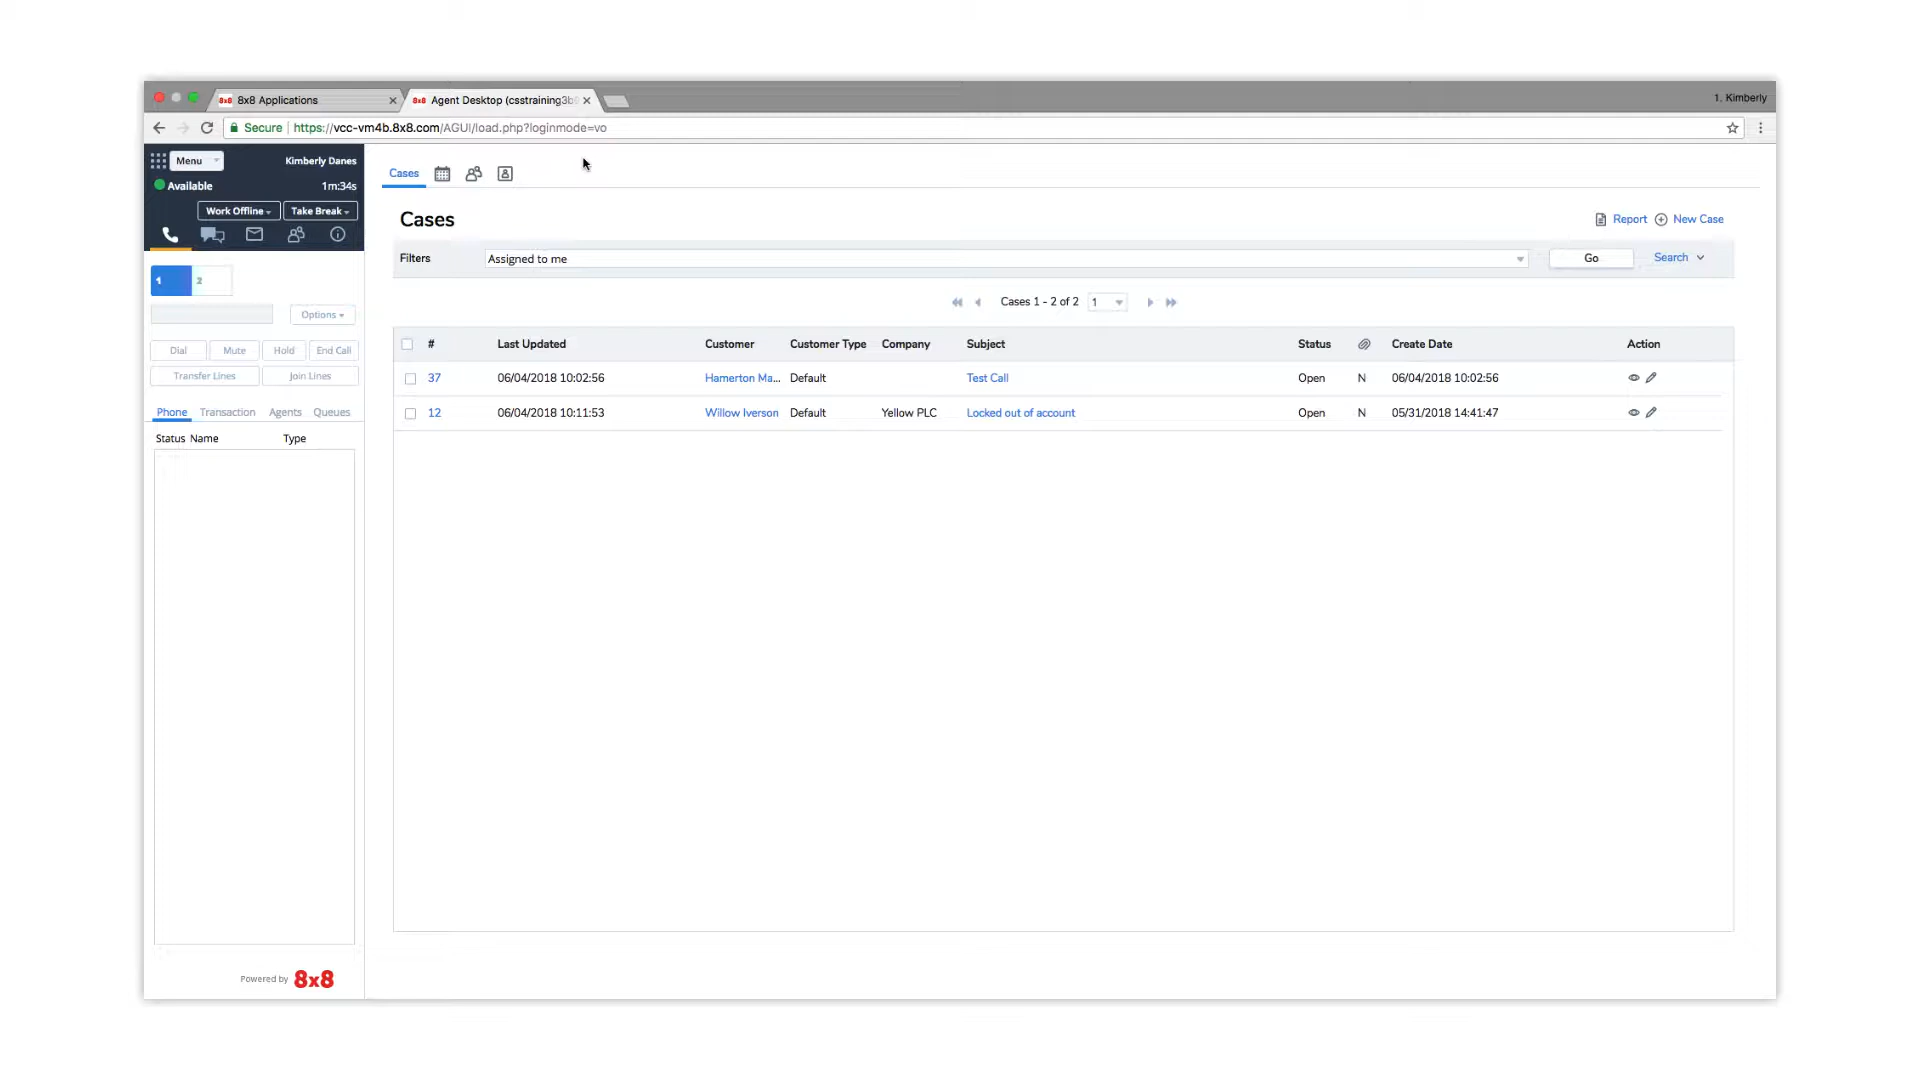 8x8 Applications
Agent Desktop (csstraining3b
1. Kimberly
Secure
https://vcc-vm4b.8x8.com/AGUI/load.php?loginmode=vo
Menu
Kimberly Danes
Available
1m:34s
Work Offline
Take Break
1
2
Options
Dial
Mute
Hold
End Call
Transfer Lines
Join Lines
Phone
Transaction
Agents
Queues
Status Name
Type
Powered by 8x8
Cases
Cases
Report
New Case
Filters
Assigned to me
Go
Search
Cases 1 - 2 of 2
1
# Last Updated Customer Customer Type Company Subject Status Create Date Action
37 06/04/2018 10:02:56 Hamerton Ma... Default Test Call Open N 06/04/2018 10:02:56
12 06/04/2018 10:11:53 Willow Iverson Default Yellow PLC Locked out of account Open N 05/31/2018 14:41:47